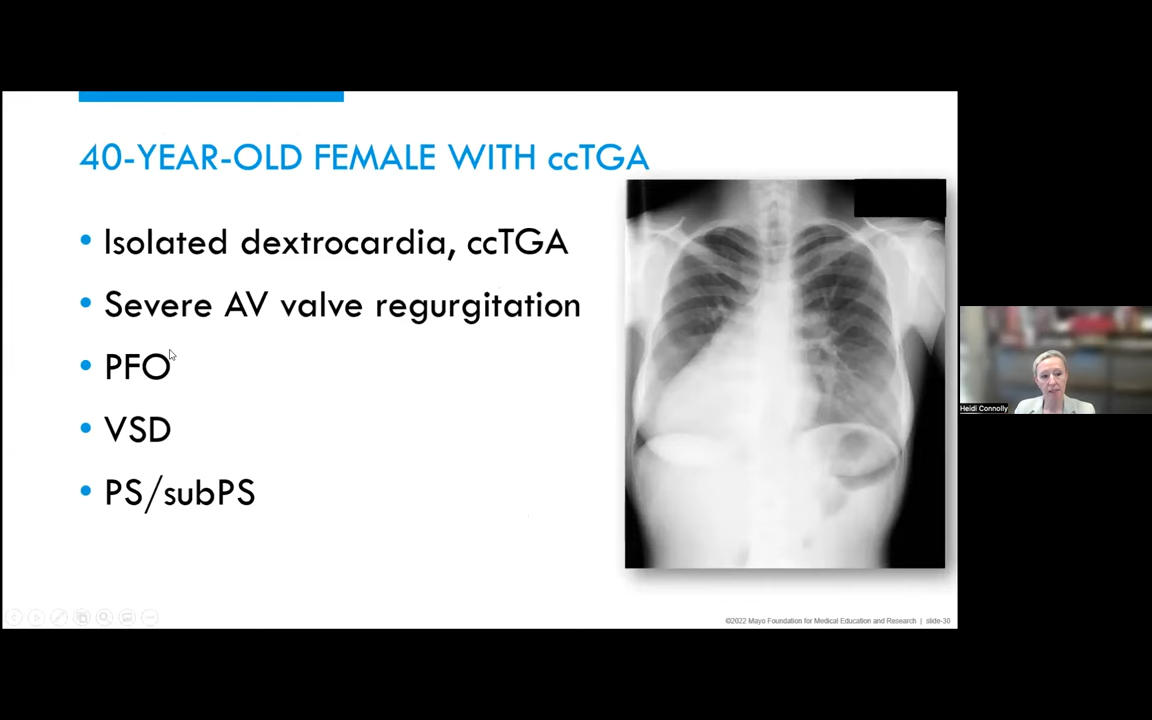 40-YEAR-OLD FEMALE WITH ccTGA
• Isolated dextrocardia, ccTGA
• Severe AV valve regurgitation
• PFO
• VSD
• PS/subPS
Heidi Connolly
©2022 Mayo Foundation for Medical Education and Research | slide-30